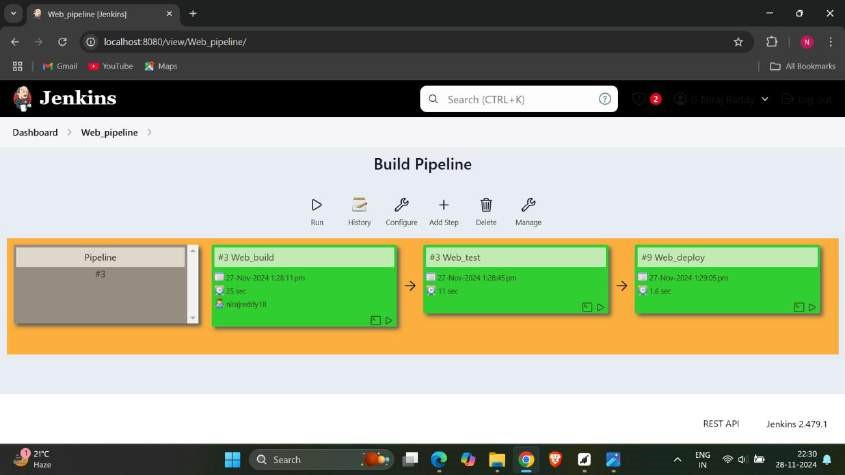 Web_pipeline [Jenkins]
localhost:8080/view/Web_pipeline/
N
Gmail
YouTube
Maps
All Bookmarks
Jenkins
Search (CTRL+K)
?
2
G Niraj Reddy
Log out
Dashboard
Web_pipeline
Build Pipeline
Run
History
Configure
Add Step
Delete
Manage
Pipeline
#3
#3 Web_build
27-Nov-2024 1:28:11 pm
25 sec
nirajreddy18
#3 Web_test
27-Nov-2024 1:28:45 pm
11 sec
#9 Web_deploy
27-Nov-2024 1:29:05 pm
1.6 sec
REST API
Jenkins 2.479.1
1
21°C
Haze
Search
ENG
IN
22:30
28-11-2024